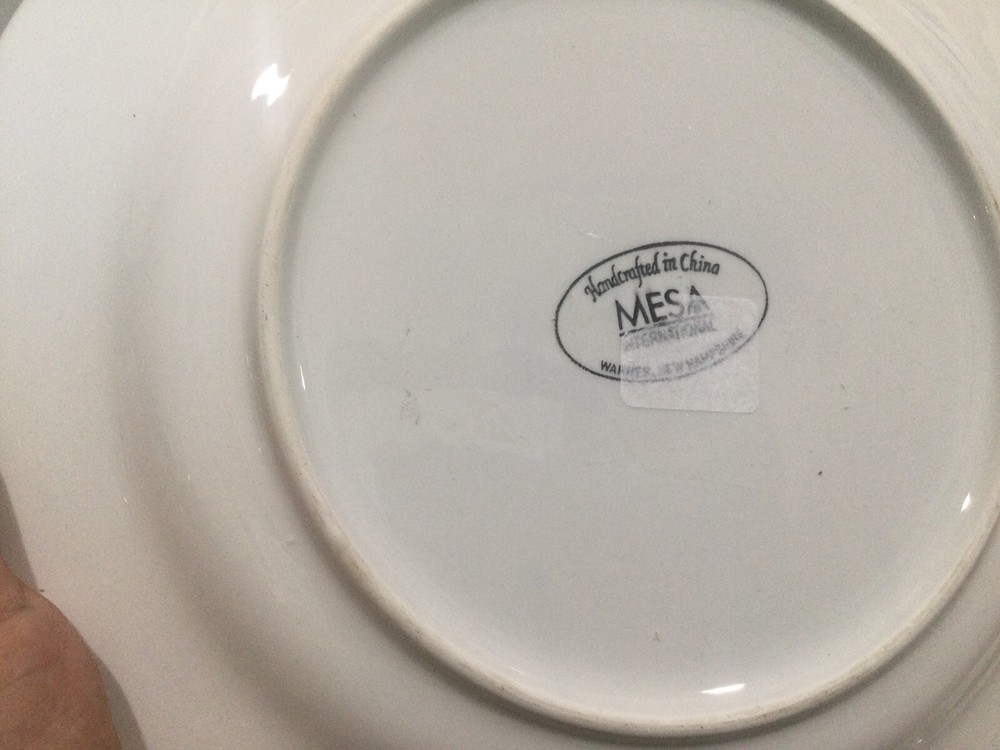 Handcrafted in China
MESA
INTERNATIONAL
WARNER, NEW HAMPSHIRE